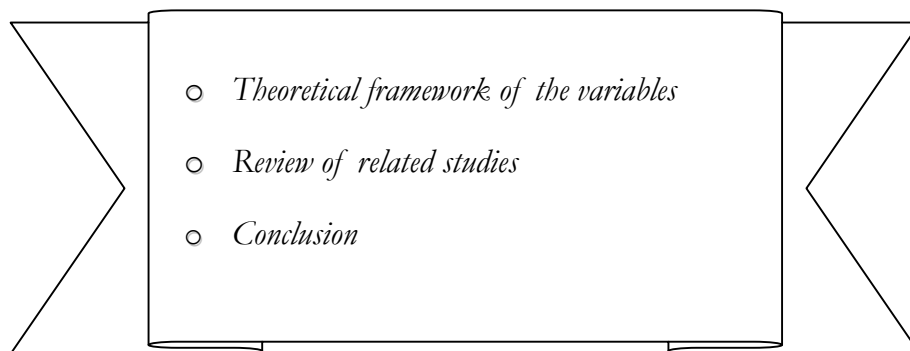 Theoretical framework of the variables
Review of related studies
Conclusion